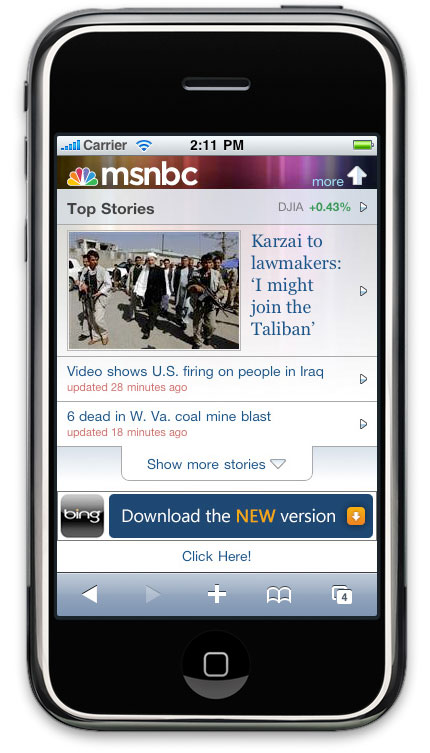 Carrier 2:11 PM
msnbc more
Top Stories DJIA +0.43%
Karzai to
lawmakers:
‘I might
join the
Taliban’
Video shows U.S. firing on people in Iraq
updated 28 minutes ago
6 dead in W. Va. coal mine blast
updated 18 minutes ago
Show more stories
bing Download the NEW version
Click Here!
4